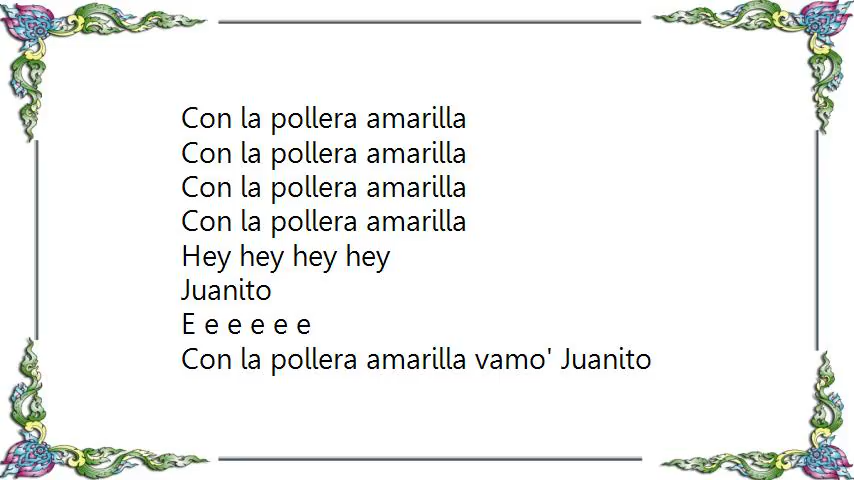 Con la pollera amarilla
Con la pollera amarilla
Con la pollera amarilla
Con la pollera amarilla
Hey hey hey hey
Juanito
E e e e e e
Con la pollera amarilla vamo' Juanito